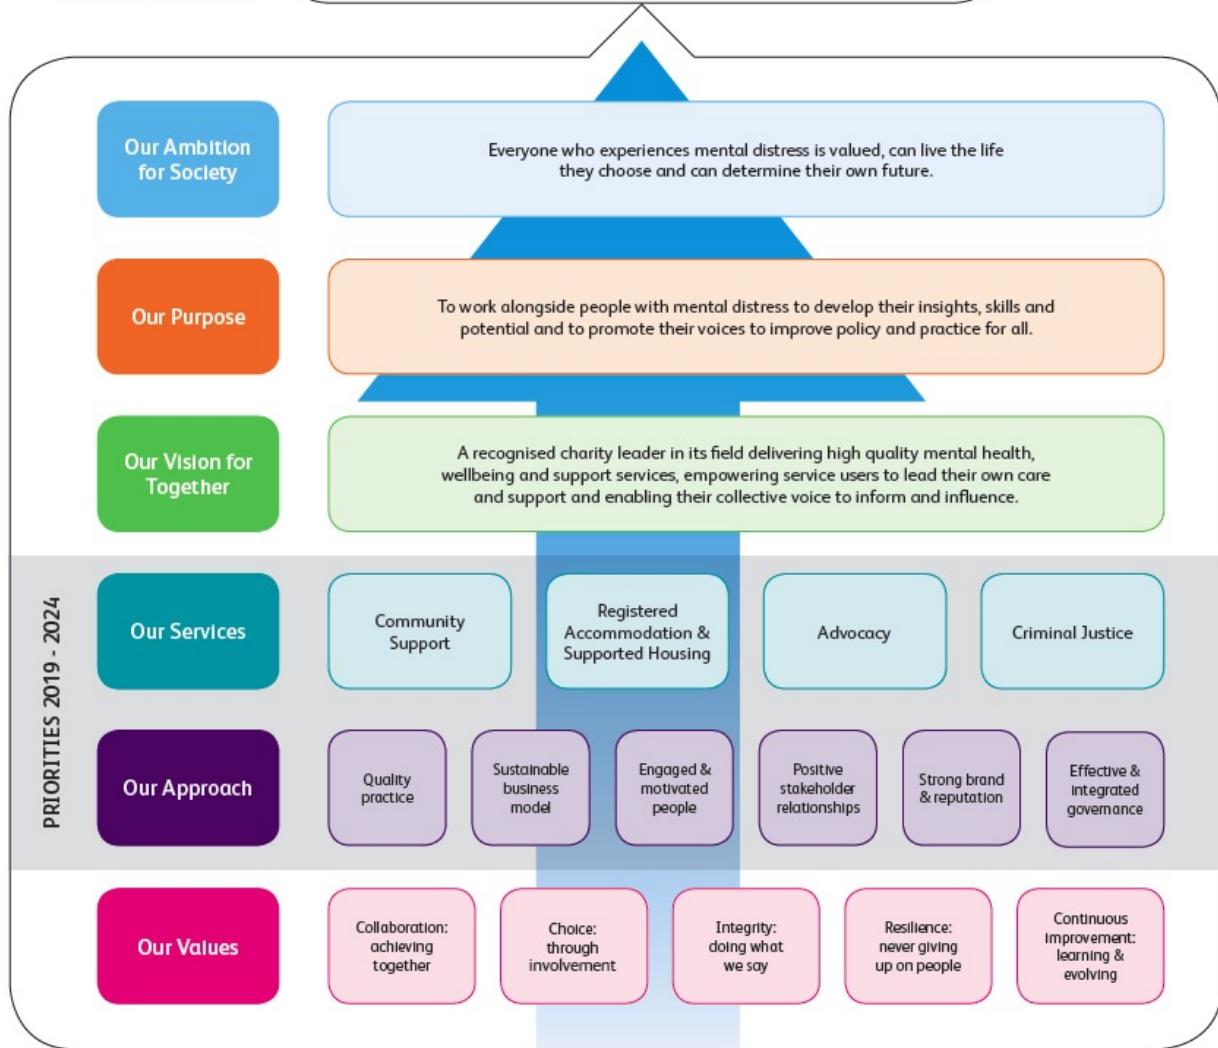 Our Ambition
for Society
Everyone who experiences mental distress is valued, can live the life
they choose and can determine their own future.
Our Purpose
To work alongside people with mental distress to develop their insights, skills and
potential and to promote their voices to improve policy and practice for all.
Our Vision for
Together
A recognised charity leader in its field delivering high quality mental health,
wellbeing and support services, empowering service users to lead their own care
and support and enabling their collective voice to inform and influence.
PRIORITIES 2019 - 2024
Our Services
Community
Support
Registered
Accommodation &
Supported Housing
Advocacy
Criminal Justice
Our Approach
Quality
practice
Sustainable
business
model
Engaged &
motivated
people
Positive
stakeholder
relationships
Strong brand
& reputation
Effective &
integrated
governance
Our Values
Collaboration:
achieving
together
Choice:
through
involvement
Integrity:
doing what
we say
Resilience:
never giving
up on people
Continuous
improvement:
learning &
evolving